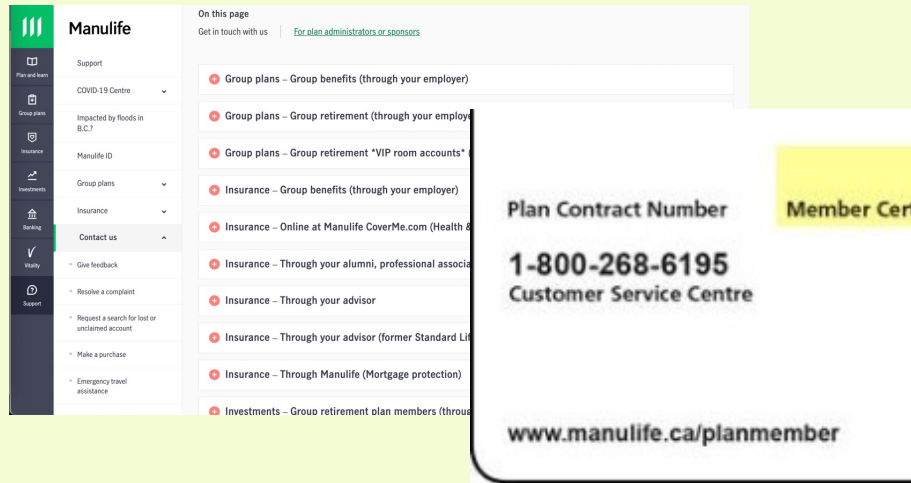 Manulife
Plan and learn
Group plans
Insurance
Investments
Banking
Vitality
Support
Support
COVID-19 Centre
Impacted by floods in
B.C.?
Manulife ID
Group plans
Insurance
Contact us
Give feedback
Resolve a complaint
Request a search for lost or
unclaimed account
Make a purchase
Emergency travel
assistance
On this page
Get in touch with us
For plan administrators or sponsors
Group plans – Group benefits (through your employer)
Group plans – Group retirement (through your employe
Group plans – Group retirement *VIP room accounts* (
Insurance – Group benefits (through your employer)
Insurance – Online at Manulife CoverMe.com (Health &
Insurance – Through your alumni, professional associa
Insurance – Through your advisor
Insurance – Through your advisor (former Standard Lif
Insurance – Through Manulife (Mortgage protection)
Investments – Group retirement plan members (throug
Plan Contract Number
Member Cert
1-800-268-6195
Customer Service Centre
www.manulife.ca/planmember